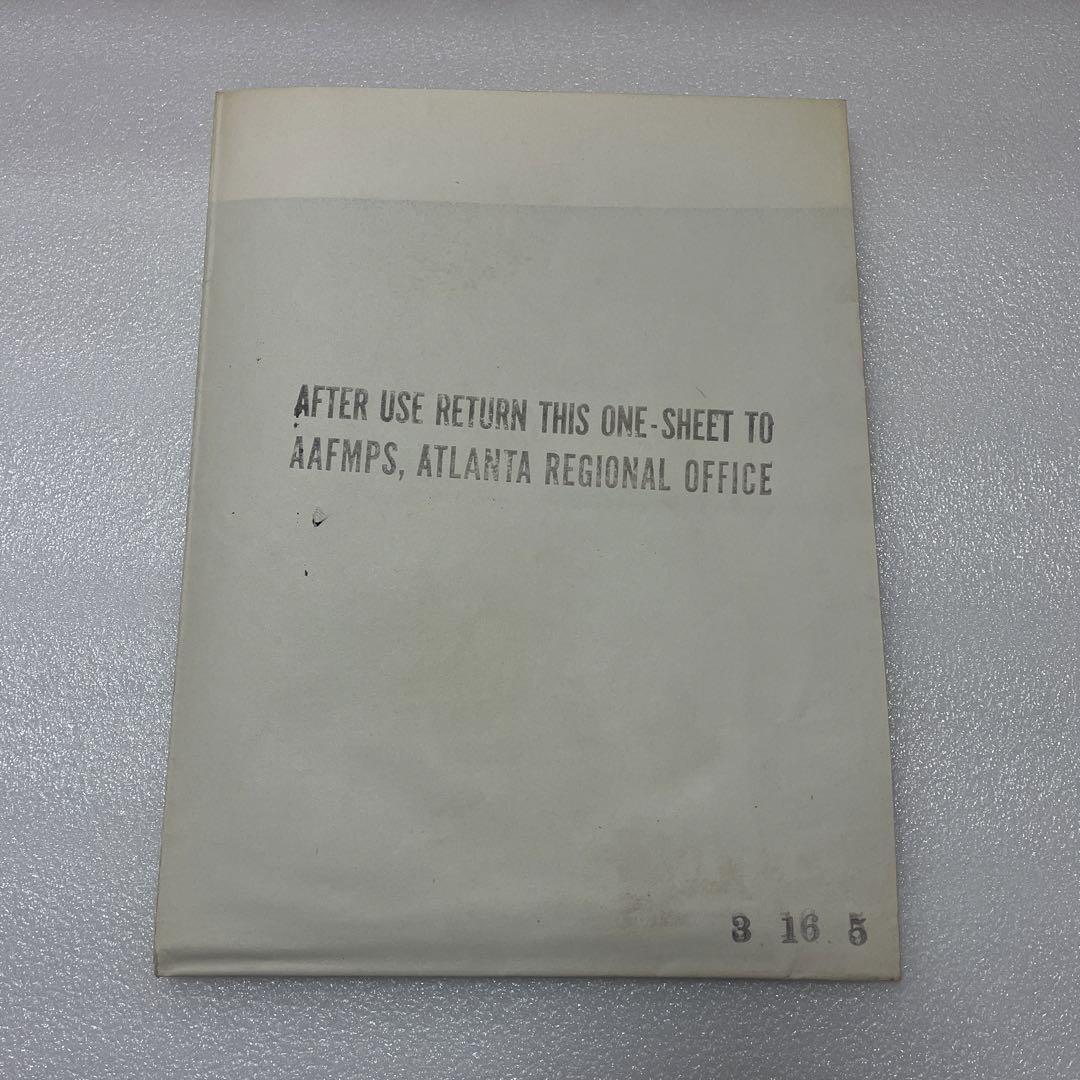 AFTER USE RETURN THIS ONE-SHEET TO
AAFMPS, ATLANTA REGIONAL OFFICE
3 16 5